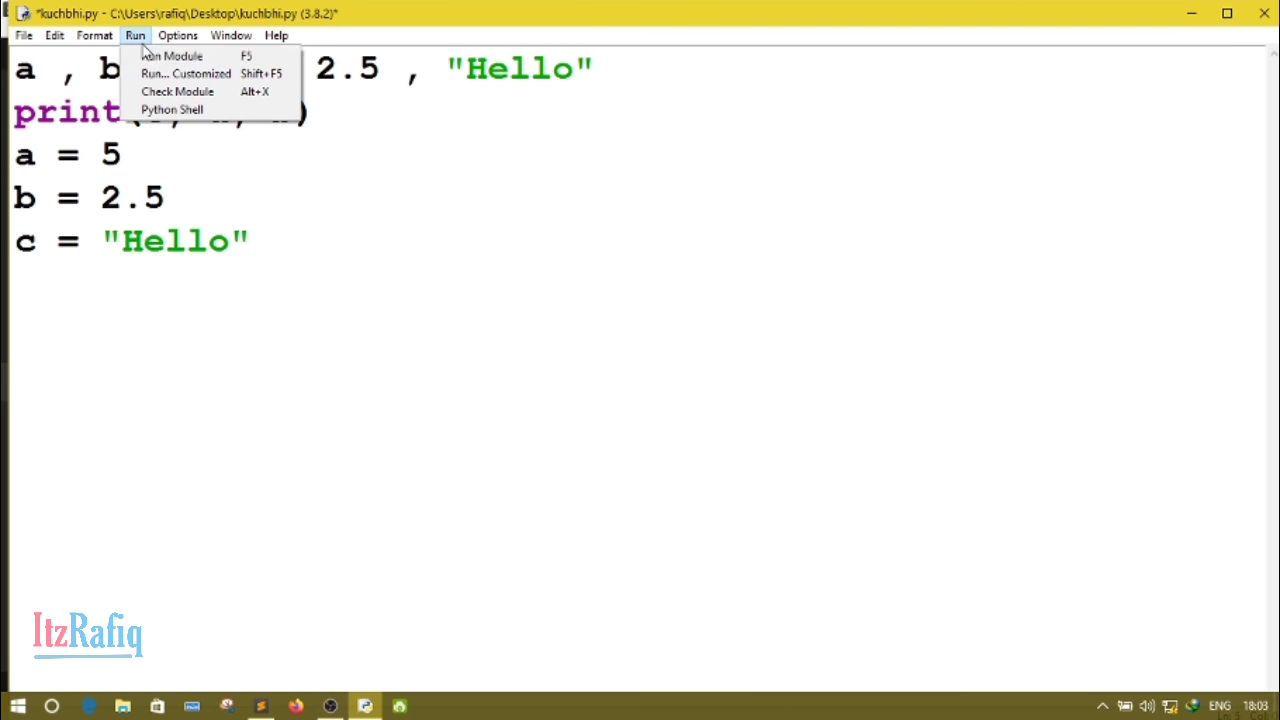 *kuchbhi.py - C:\Users\rafiq\Desktop\kuchbhi.py (3.8.2)*
File Edit Format Run Options Window Help
Run Module F5
Run... Customized Shift+F5
Check Module Alt+X
Python Shell
a , b 2.5 , "Hello"
print
a = 5
b = 2.5
c = "Hello"
ItzRafiq
ENG 18:03